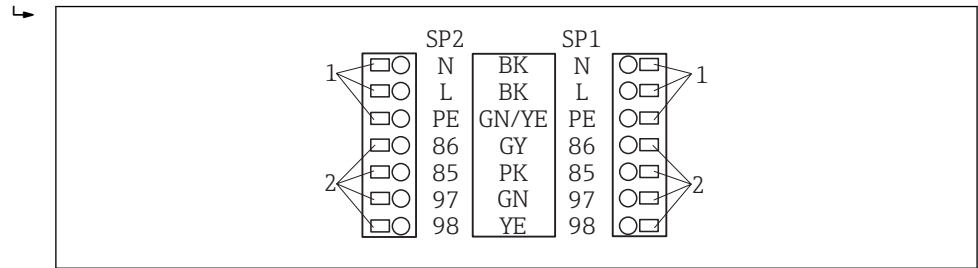 SP2 SP1
1 N BK N 1
L BK L
PE GN/YE PE
86 GY 86
2 85 PK 85 2
97 GN 97
98 YE 98